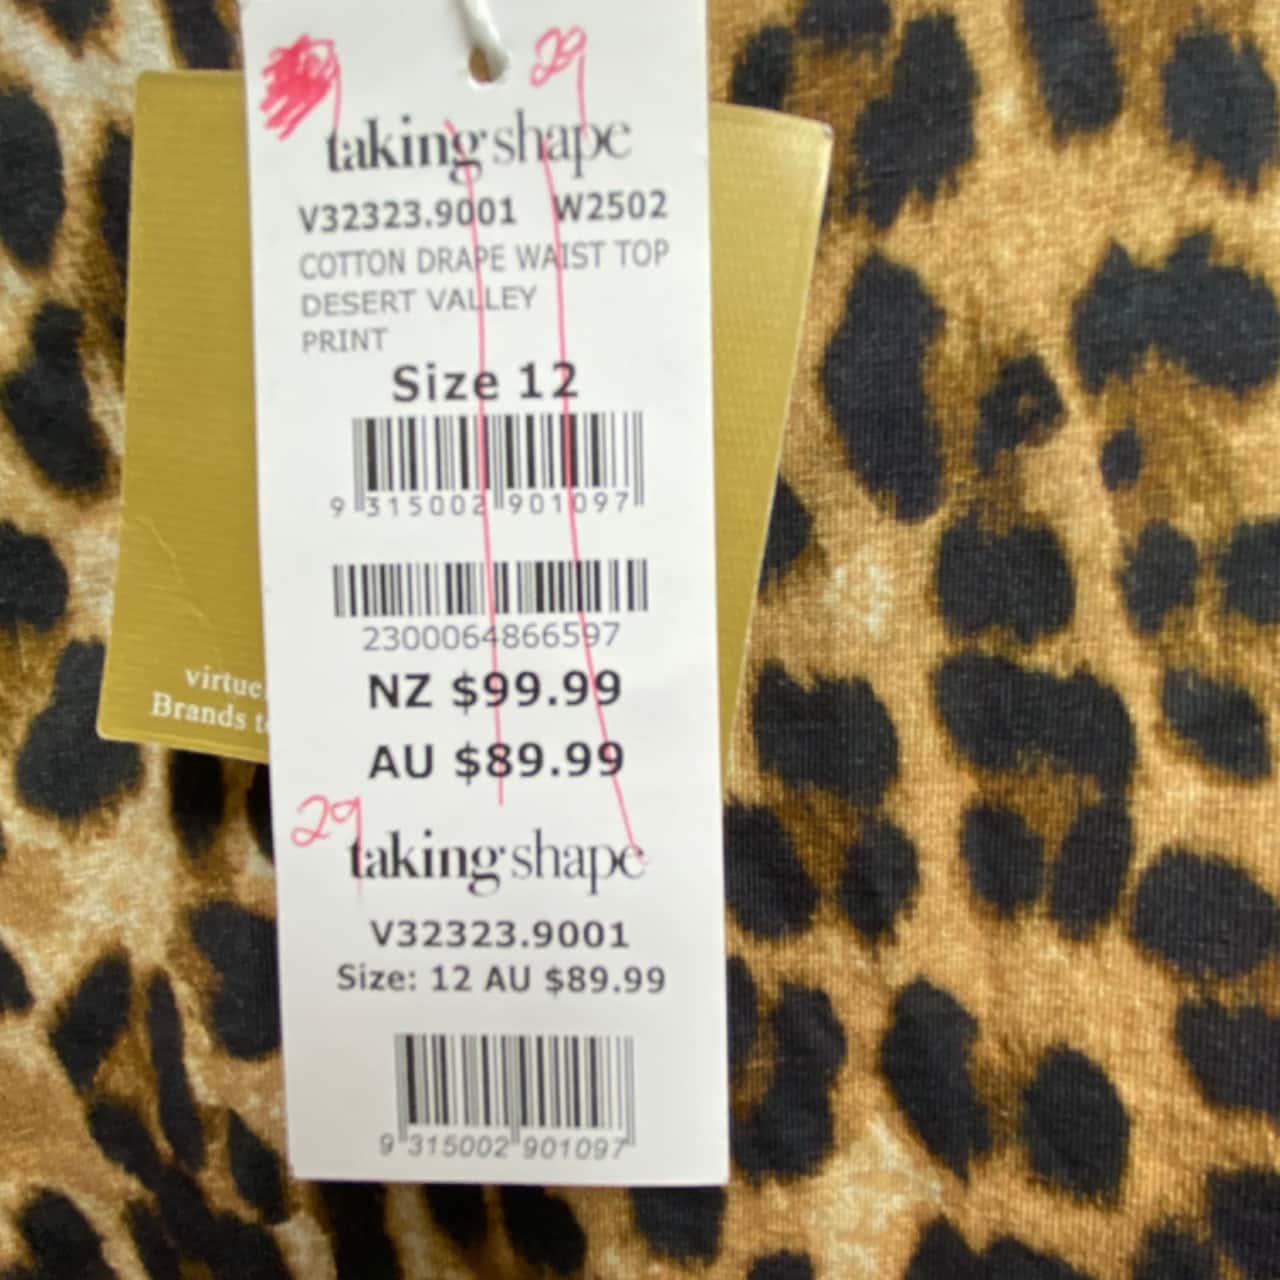 29
taking shape
V32323.9001 W2502
COTTON DRAPE WAIST TOP
DESERT VALLEY
PRINT
Size 12
9 315002 901097
2300064866597
NZ $99.99
AU $89.99
29
taking shape
V32323.9001
Size: 12 AU $89.99
9 315002 901097
virtue
Brands